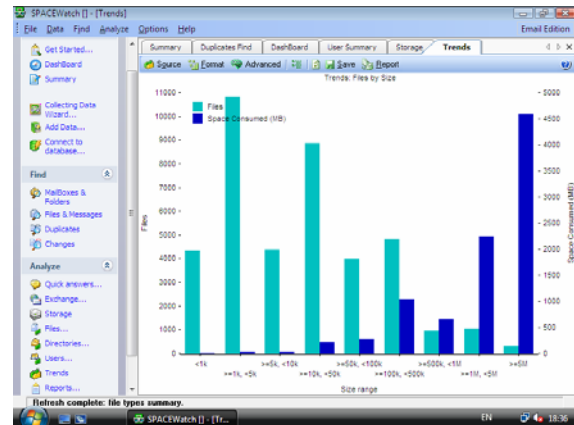 SPACEWatch [] - [Trends]
File Data Find Analyze Options Help
Email Edition
Get Started...
DashBoard
Summary
Collecting Data
Wizard...
Add Data...
Connect to
database...
Find
MailBoxes &
Folders
Files & Messages
Duplicates
Changes
Analyze
Quick answers...
Exchange...
Storage
Files...
Directories...
Users...
Trends
Reports...
Summary Duplicates Find DashBoard User Summary Storage Trends
Source Format Advanced Save Report
Trends: Files by Size
Files
Space Consumed (MB)
11000
10000
9000
8000
7000
6000
5000
4000
3000
2000
1000
0
Files
5000
4500
4000
3500
3000
2500
2000
1500
1000
500
0
Space Consumed (MB)
<1k >=5k, <10k >=50k, <100k >=500k, <1M >=5M
>=1k, <5k >=10k, <50k >=100k, <500k >=1M, <5M
Size range
Refresh complete: file types summary.
SPACEWatch [] - [Tr...
EN
18:36